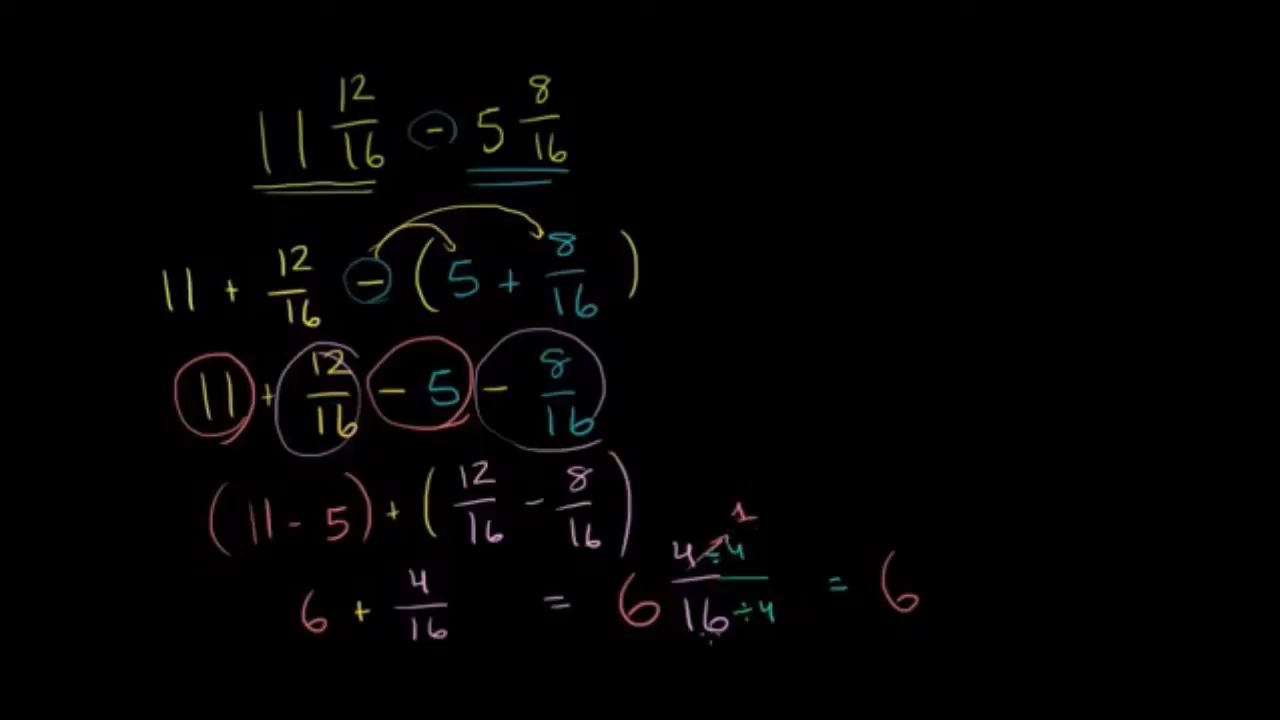 11 12/16 - 5 8/16
11 + 12/16 - (5 + 8/16)
11 + 12/16 - 5 - 8/16
(11 - 5) + (12/16 - 8/16)
1
6 + 4/16 = 6 4÷4/16÷4 = 6